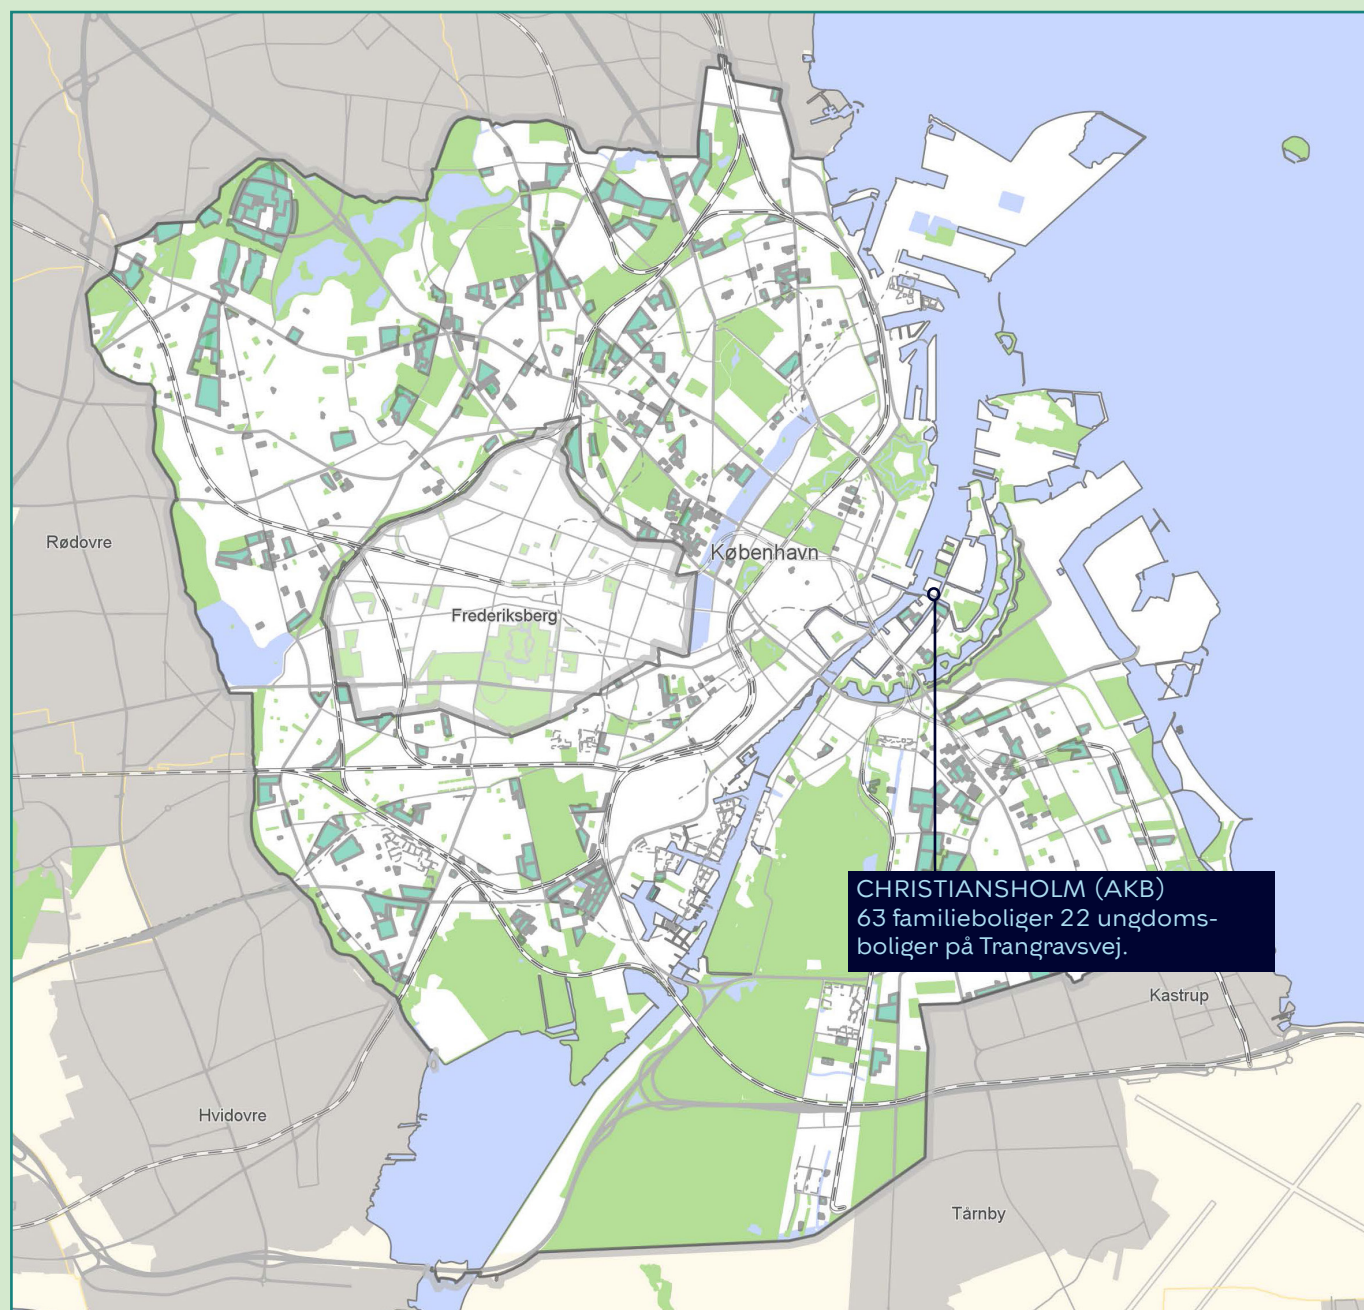 Rødovre
København
Frederiksberg
CHRISTIANSHOLM (AKB)
63 familieboliger 22 ungdoms-
boliger på Trangravsvej.
Kastrup
Hvidovre
Tårnby